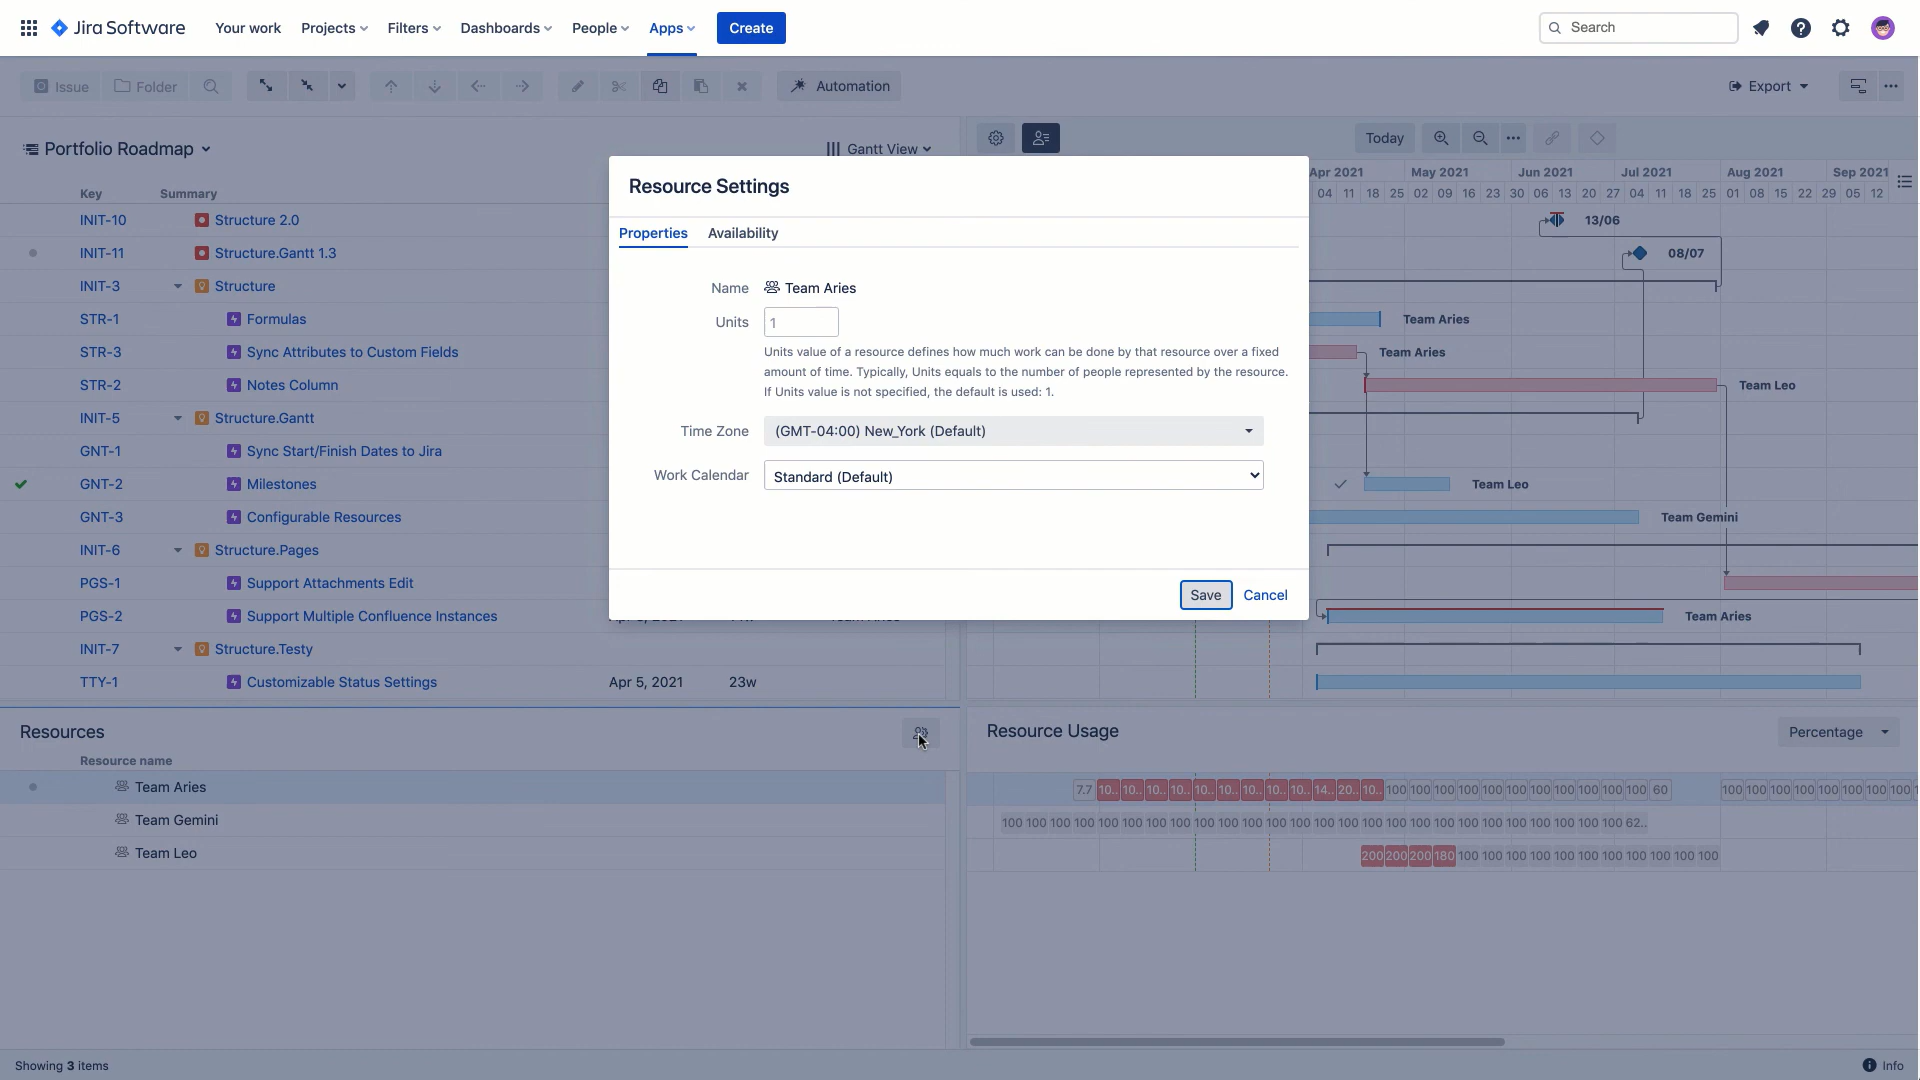 Jira Software
Your work
Projects
Filters
Dashboards
People
Apps
Create
Search
Issue
Folder
Automation
Export
Portfolio Roadmap
Gantt View
Today
Key
Summary
Apr 2021
May 2021
Jun 2021
Jul 2021
Aug 2021
Sep 2021
04 11 18 25 02 09 16 23 30 06 13 20 27 04 11 18 25 01 08 15 22 29 05 12
INIT-10 Structure 2.0
13/06
INIT-11 Structure.Gantt 1.3
08/07
INIT-3 Structure
STR-1 Formulas
Team Aries
STR-3 Sync Attributes to Custom Fields
Team Aries
STR-2 Notes Column
Team Leo
INIT-5 Structure.Gantt
GNT-1 Sync Start/Finish Dates to Jira
GNT-2 Milestones
Team Leo
GNT-3 Configurable Resources
Team Gemini
INIT-6 Structure.Pages
PGS-1 Support Attachments Edit
PGS-2 Support Multiple Confluence Instances
Team Aries
INIT-7 Structure.Testy
TTY-1 Customizable Status Settings Apr 5, 2021 23w
Resource Settings
Properties
Availability
Name Team Aries
Units 1
Units value of a resource defines how much work can be done by that resource over a fixed
amount of time. Typically, Units equals to the number of people represented by the resource.
If Units value is not specified, the default is used: 1.
Time Zone (GMT-04:00) New_York (Default)
Work Calendar Standard (Default)
Save
Cancel
Resources
Resource name
Team Aries
Team Gemini
Team Leo
Resource Usage
Percentage
7.7 10.. 10.. 10.. 10.. 10.. 10.. 10.. 10.. 10.. 14.. 20.. 10.. 100 100 100 100 100 100 100 100 100 100 100 60 100 100 100 100 100 100 100 100
100 100 100 100 100 100 100 100 100 100 100 100 100 100 100 100 100 100 100 100 100 100 100 100 100 100 62..
200 200 200 180 100 100 100 100 100 100 100 100 100 100 100
Showing 3 items
Info